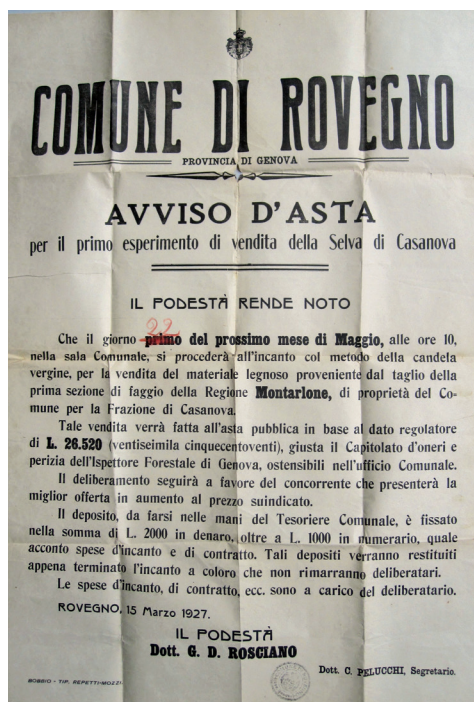 COMUNE DI ROVEGNO
PROVINCIA DI GENOVA
AVVISO D'ASTA
per il primo esperimento di vendita della Selva di Casanova
IL PODESTÀ RENDE NOTO
22
Che il giorno primo del prossimo mese di Maggio, alle ore 10,
nella sala Comunale, si procederà all'incanto col metodo della candela
vergine, per la vendita del materiale legnoso proveniente dal taglio della
prima sezione di faggio della Regione Montarlone, di proprietà del Co-
mune per la Frazione di Casanova.
Tale vendita verrà fatta all'asta pubblica in base al dato regolatore
di L. 26.520 (ventiseimila cinquecentoventi), giusta il Capitolato d'oneri e
perizia dell'Ispettore Forestale di Genova, ostensibili nell'ufficio Comunale.
Il deliberamento seguirà a favore del concorrente che presenterà la
miglior offerta in aumento al prezzo suindicato.
Il deposito, da farsi nelle mani del Tesoriere Comunale, è fissato
nella somma di L. 2000 in denaro, oltre a L. 1000 in numerario, quale
acconto spese d'incanto e di contratto. Tali depositi verranno restituiti
appena terminato l'incanto a coloro che non rimarranno deliberatari.
Le spese d'incanto, di contratto, ecc. sono a carico del deliberatario.
ROVEGNO, 15 Marzo 1927.
IL PODESTÀ
Dott. G. D. ROSCIANO
Dott. C. PELUCCHI, Segretario.
BOBBIO - TIP. REPETTI-MOZZI